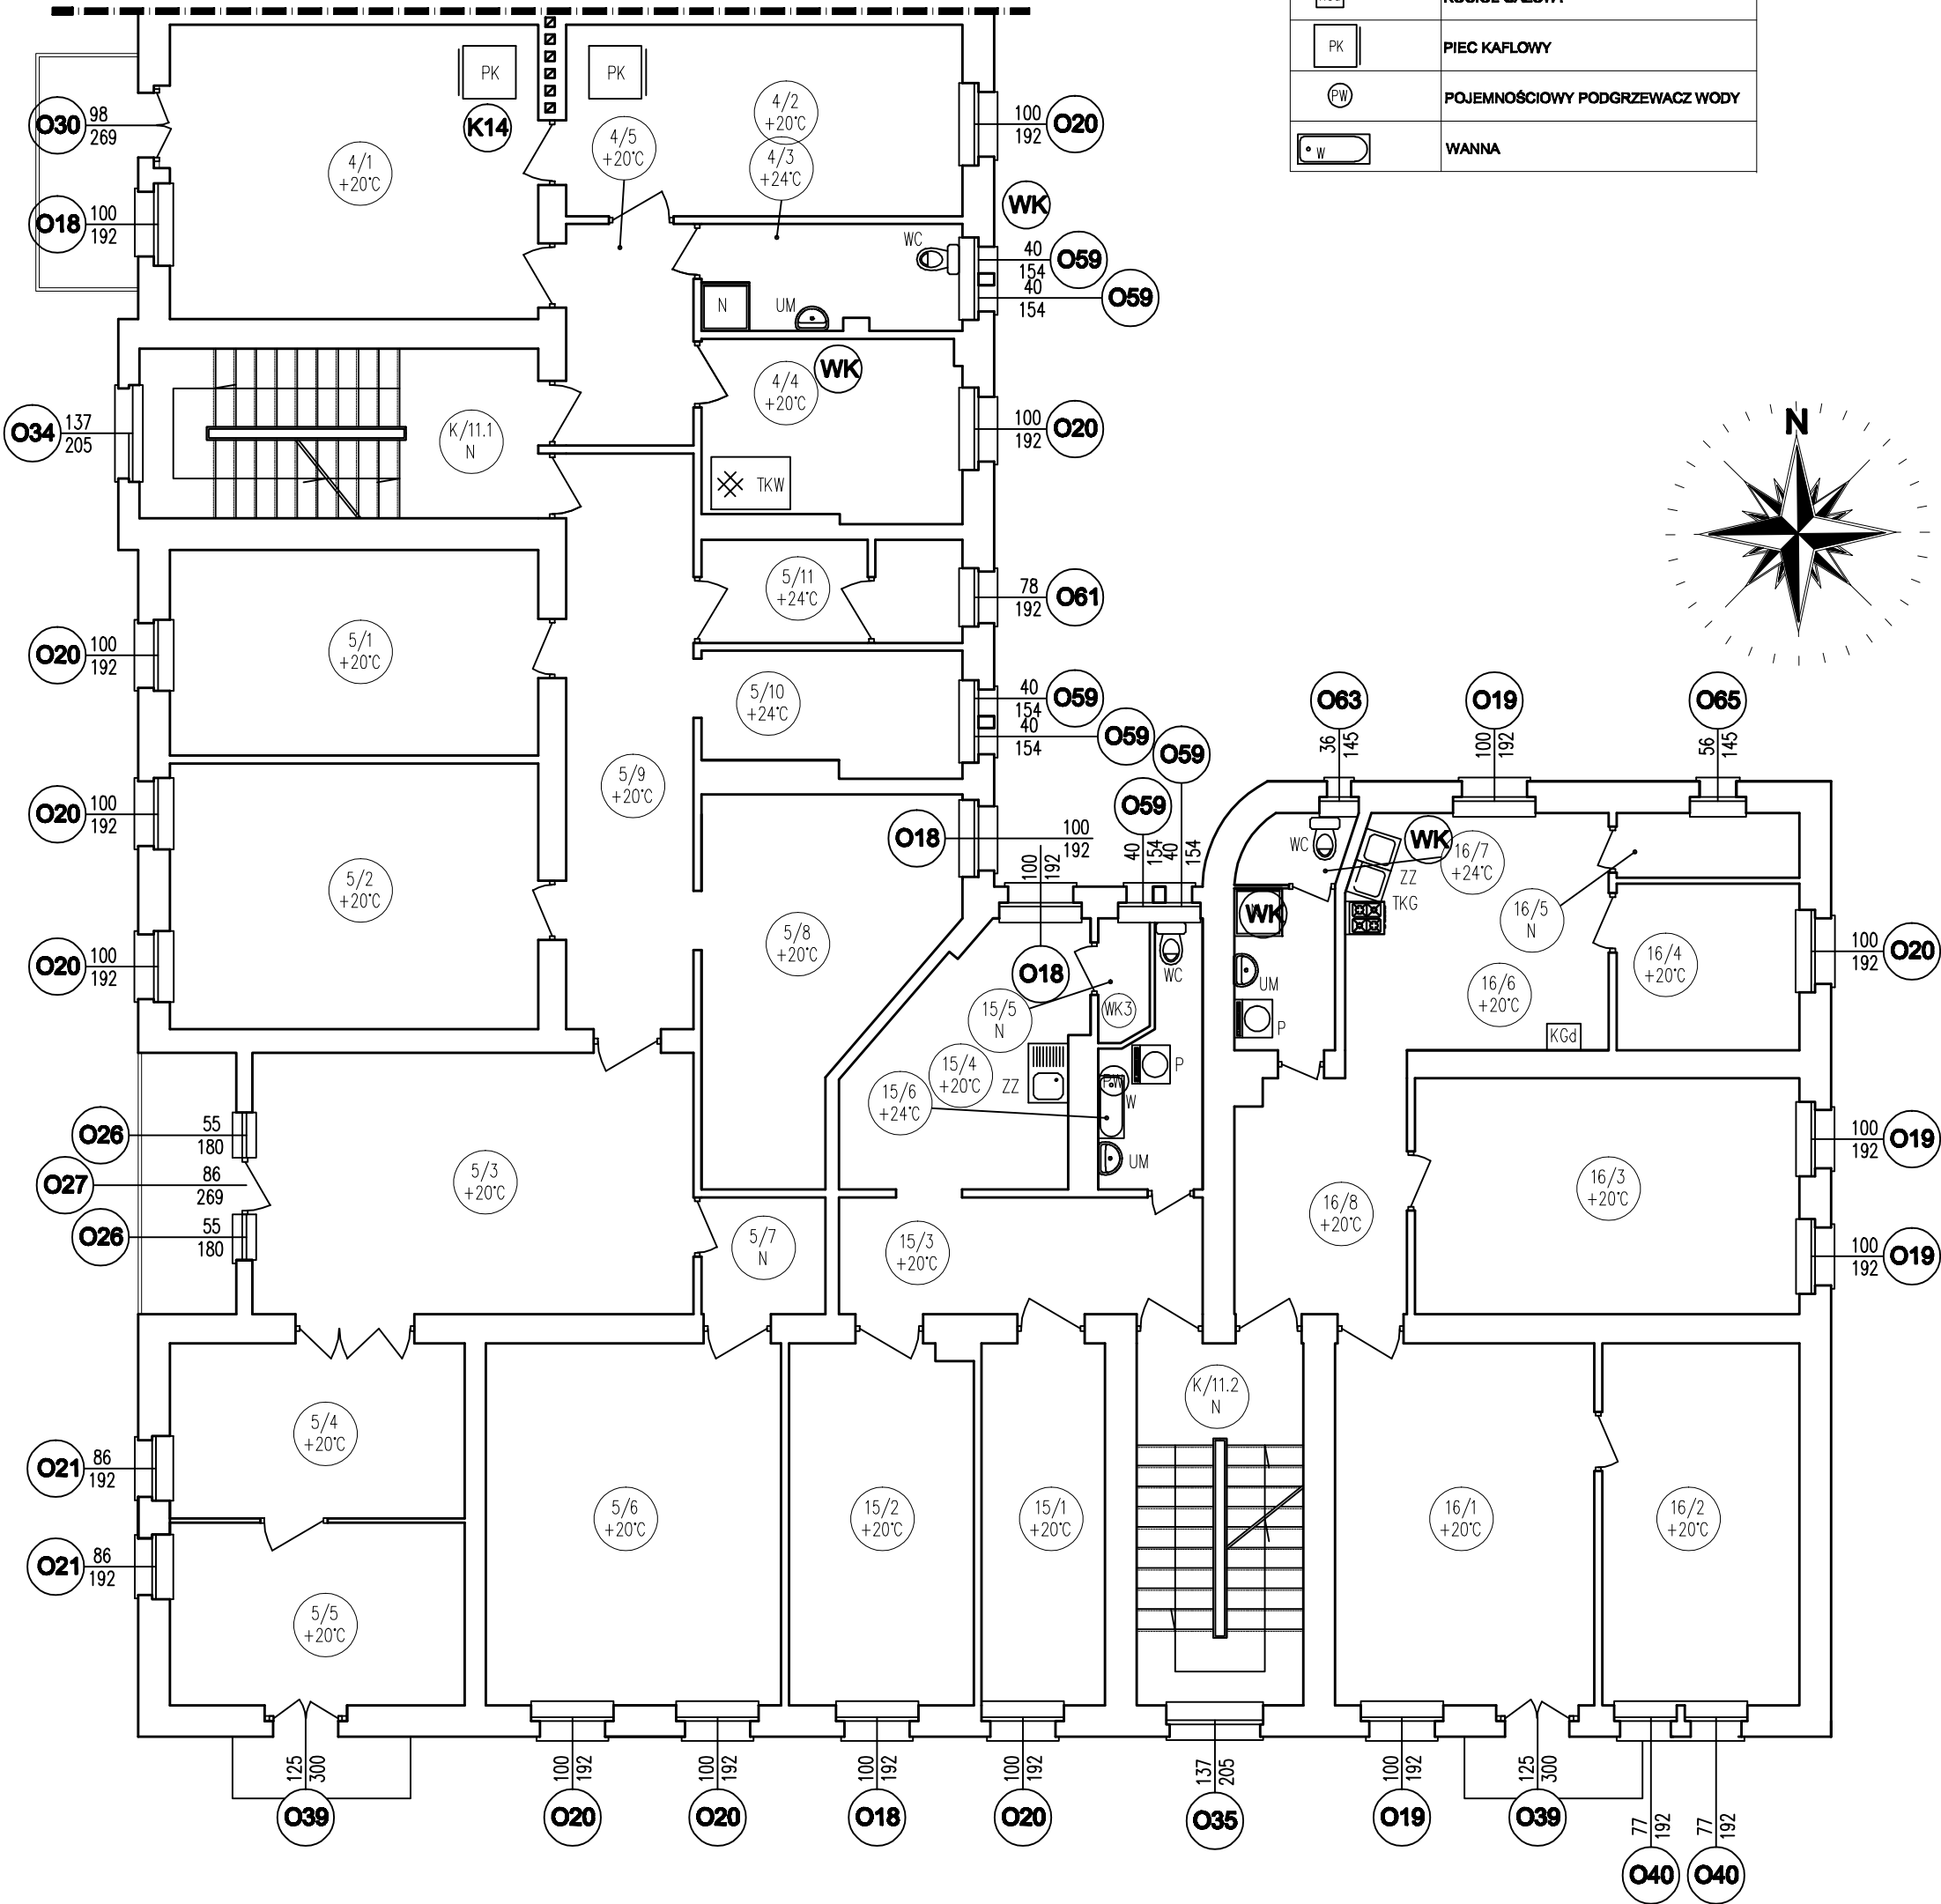 PK
PIEC KAFLOWY
PW
POJEMNOŚCIOWY PODGRZEWACZ WODY
W
WANNA
O30
98
269
O18
100
192
4/1
+20°C
PK
K14
PK
4/5
+20°C
4/2
+20°C
4/3
+24°C
100
192
O20
WK
WC
40
154
O59
40
154
O59
N
UM
4/4
+20°C
WK
100
192
O20
TKW
O34
137
205
K/11.1
N
N
5/11
+24°C
78
192
O61
O20
100
192
5/1
+20°C
5/10
+24°C
40
154
O59
40
154
O59
O59
O59
40
154
40
154
O63
36
145
O19
100
192
O65
56
145
5/9
+20°C
O20
100
192
5/2
+20°C
O20
100
192
O18
100
192
100
192
O18
5/8
+20°C
WC
WK
16/7
+24°C
ZZ
TKG
WK
16/5
N
16/4
+20°C
100
192
O20
UM
16/6
+20°C
P
KGd
WC
WK3
15/5
N
15/4
+20°C
ZZ
15/6
+24°C
P
PW
W
UM
O26
55
180
O27
86
269
O26
55
180
5/3
+20°C
5/7
N
15/3
+20°C
16/8
+20°C
16/3
+20°C
100
192
O19
100
192
O19
K/11.2
N
O21
86
192
5/4
+20°C
O21
86
192
5/5
+20°C
5/6
+20°C
15/2
+20°C
15/1
+20°C
16/1
+20°C
16/2
+20°C
125
300
O39
100
192
O20
100
192
O20
100
192
O18
100
192
O20
137
205
O35
100
192
O19
125
300
O39
77
192
O40
77
192
O40